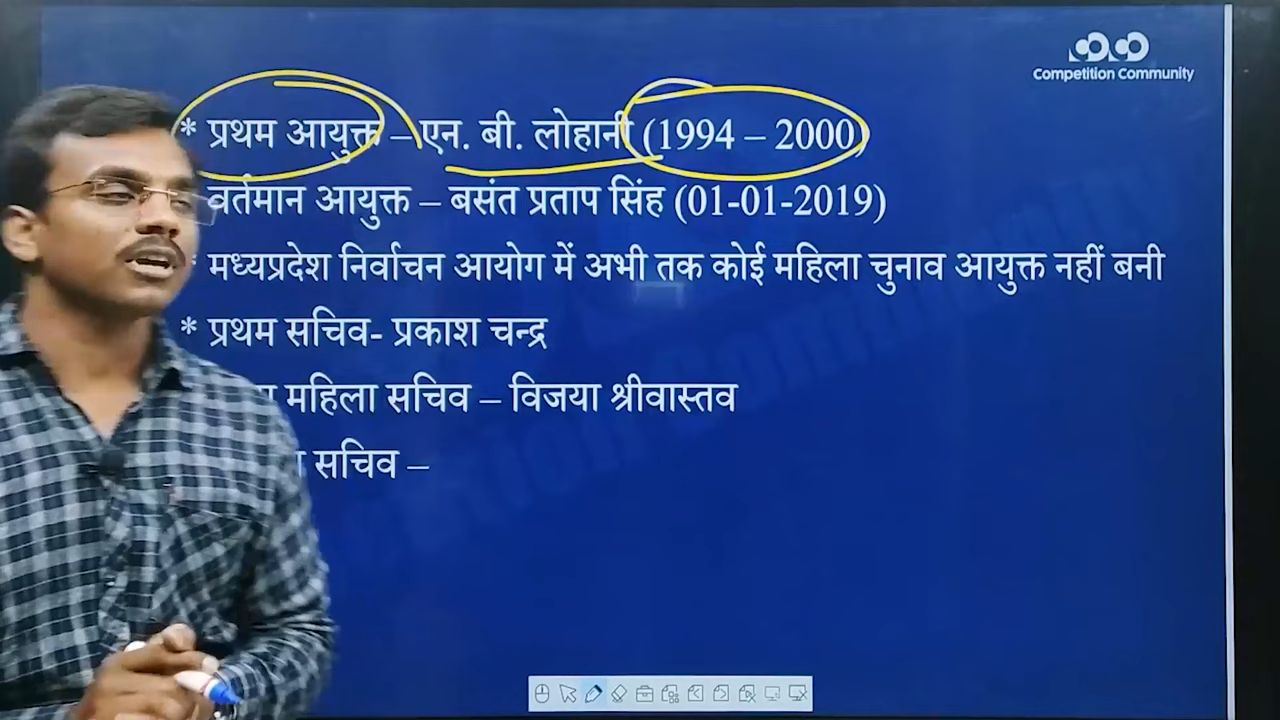 Competition Community
* प्रथम आयुक्त – एन. बी. लोहानी (1994 – 2000)
वर्तमान आयुक्त – बसंत प्रताप सिंह (01-01-2019)
मध्यप्रदेश निर्वाचन आयोग में अभी तक कोई महिला चुनाव आयुक्त नहीं बनी
* प्रथम सचिव- प्रकाश चन्द्र
महिला सचिव – विजया श्रीवास्तव
सचिव –